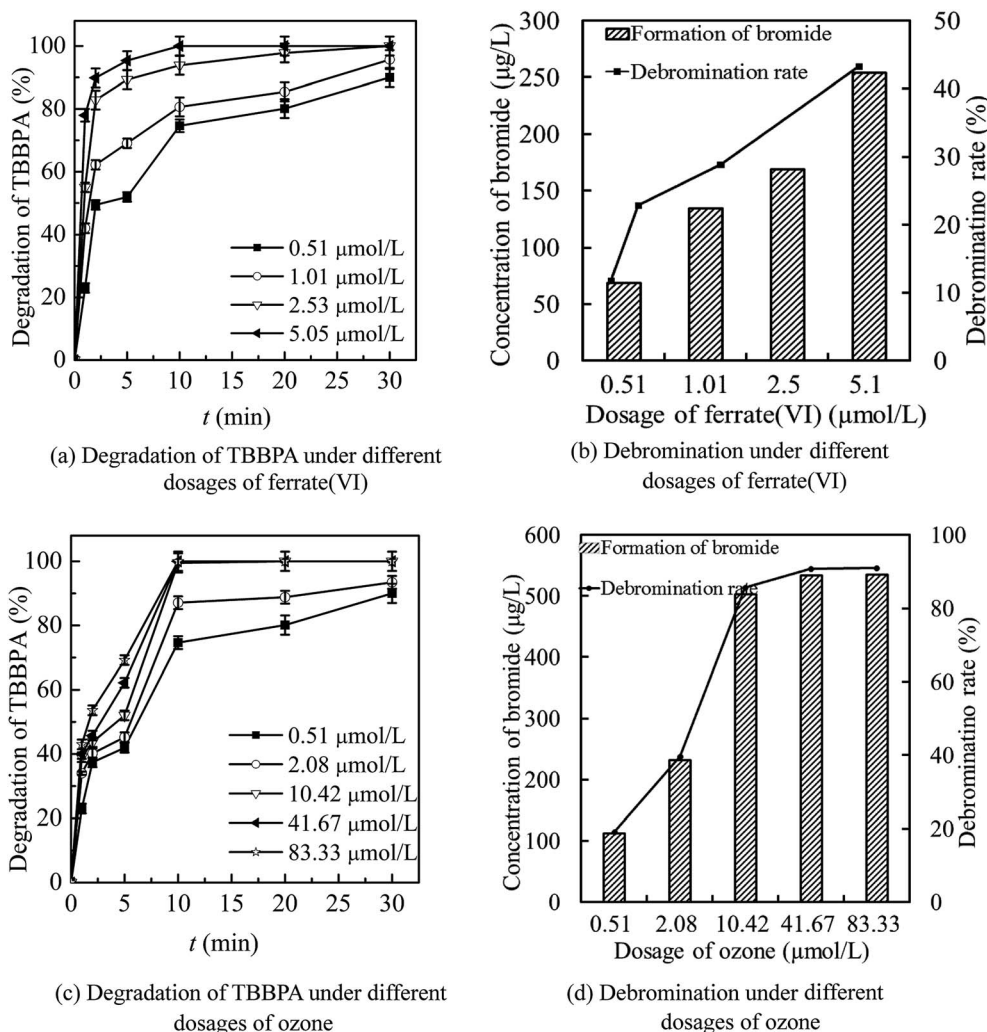 100
80
60
40
20
0
Degradation of TBBPA (%)
0.51 μmol/L
1.01 μmol/L
2.53 μmol/L
5.05 μmol/L
0 5 10 15 20 25 30
t (min)
(a) Degradation of TBBPA under different
dosages of ferrate(VI)
300
250
200
150
100
50
0
Concentration of bromide (μg/L)
Formation of bromide
Debromination rate
50
40
30
20
10
0
Debrominatino rate (%)
0.51 1.01 2.5 5.1
Dosage of ferrate(VI) (μmol/L)
(b) Debromination under different
dosages of ferrate(VI)
100
80
60
40
20
0
Degradation of TBBPA (%)
0.51 μmol/L
2.08 μmol/L
10.42 μmol/L
41.67 μmol/L
83.33 μmol/L
0 5 10 15 20 25 30
t (min)
(c) Degradation of TBBPA under different
dosages of ozone
600
500
400
300
200
100
0
Concentration of bromide (μg/L)
Formation of bromide
Debromination rate
100
80
60
40
20
0
Debrominatino rate (%)
0.51 2.08 10.42 41.67 83.33
Dosage of ozone (μmol/L)
(d) Debromination under different
dosages of ozone